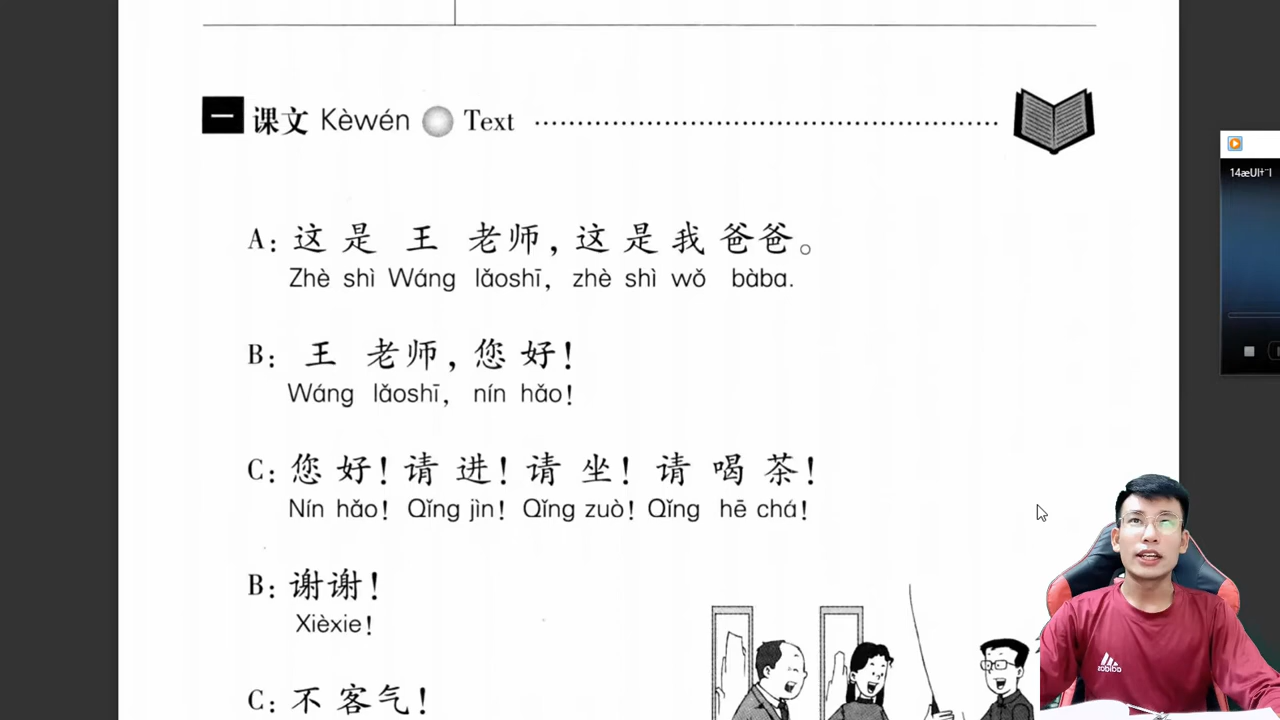 一 课文 Kèwén Text
A: 这 是 王 老师, 这 是 我 爸爸。
Zhè shì Wáng lǎoshī, zhè shì wǒ bàba.
B: 王 老师, 您 好!
Wáng lǎoshī, nín hǎo!
C: 您 好! 请 进! 请 坐! 请 喝 茶!
Nín hǎo! Qǐng jìn! Qǐng zuò! Qǐng hē chá!
B: 谢谢!
Xièxie!
C: 不 客气!